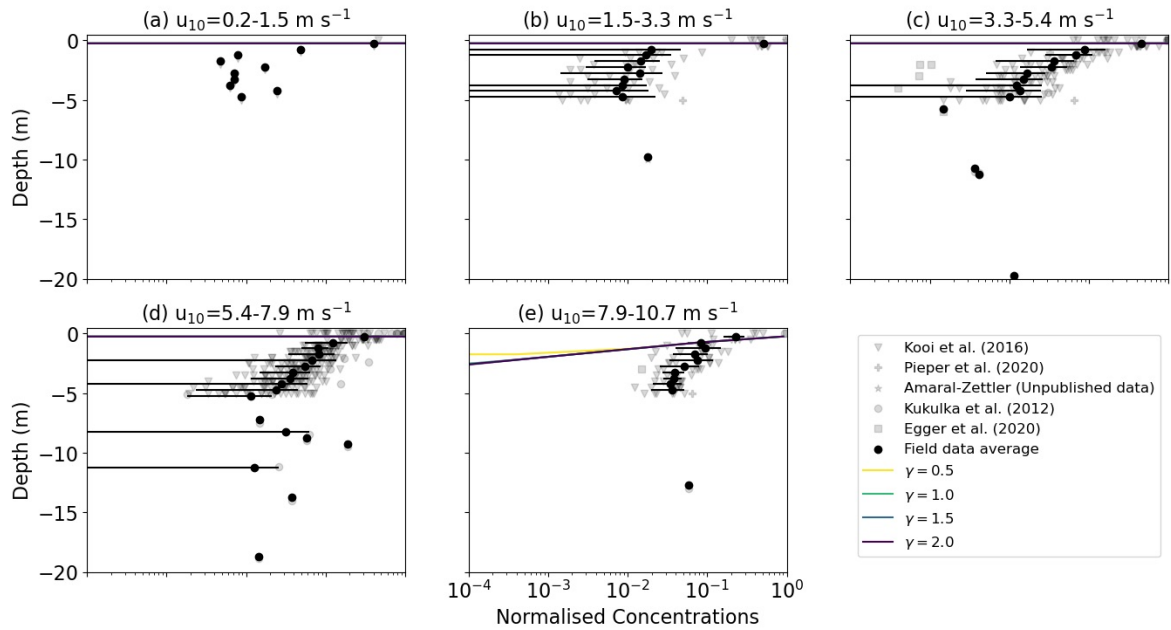 (a) u₁₀=0.2-1.5 m s⁻¹
(b) u₁₀=1.5-3.3 m s⁻¹
(c) u₁₀=3.3-5.4 m s⁻¹
Depth (m)
0
−5
−10
−15
−20
(d) u₁₀=5.4-7.9 m s⁻¹
(e) u₁₀=7.9-10.7 m s⁻¹
Depth (m)
0
−5
−10
−15
−20
10⁻⁴
10⁻³
10⁻²
10⁻¹
10⁰
Normalised Concentrations
Kooi et al. (2016)
Pieper et al. (2020)
Amaral-Zettler (Unpublished data)
Kukulka et al. (2012)
Egger et al. (2020)
Field data average
γ = 0.5
γ = 1.0
γ = 1.5
γ = 2.0